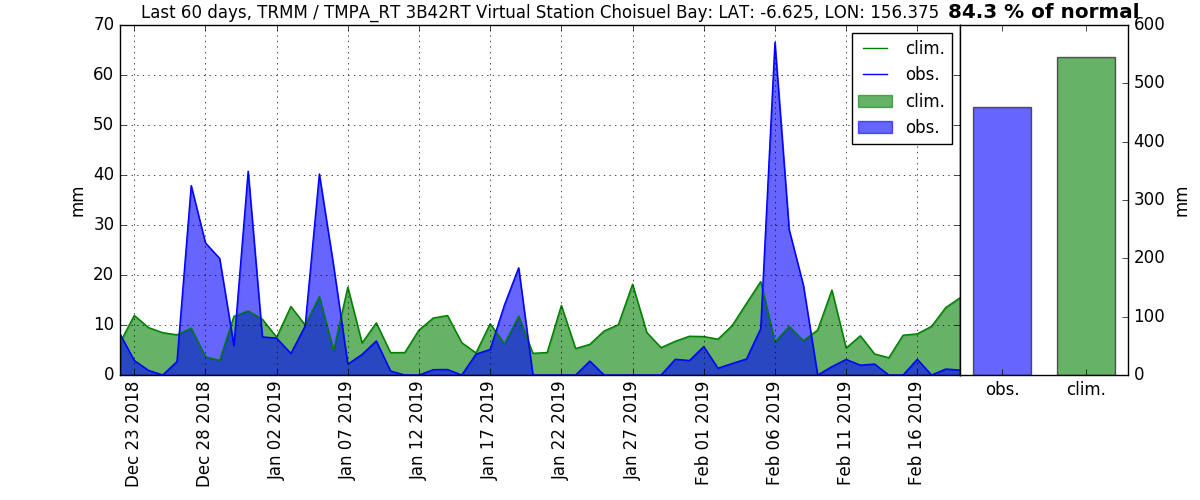 Last 60 days, TRMM / TMPA_RT 3B42RT Virtual Station Choisuel Bay: LAT: -6.625, LON: 156.375
84.3 % of normal
70
60
50
40
30
20
10
0
mm
clim.
obs.
clim.
obs.
600
500
400
300
200
100
0
mm
Dec 23 2018
Dec 28 2018
Jan 02 2019
Jan 07 2019
Jan 12 2019
Jan 17 2019
Jan 22 2019
Jan 27 2019
Feb 01 2019
Feb 06 2019
Feb 11 2019
Feb 16 2019
obs.
clim.